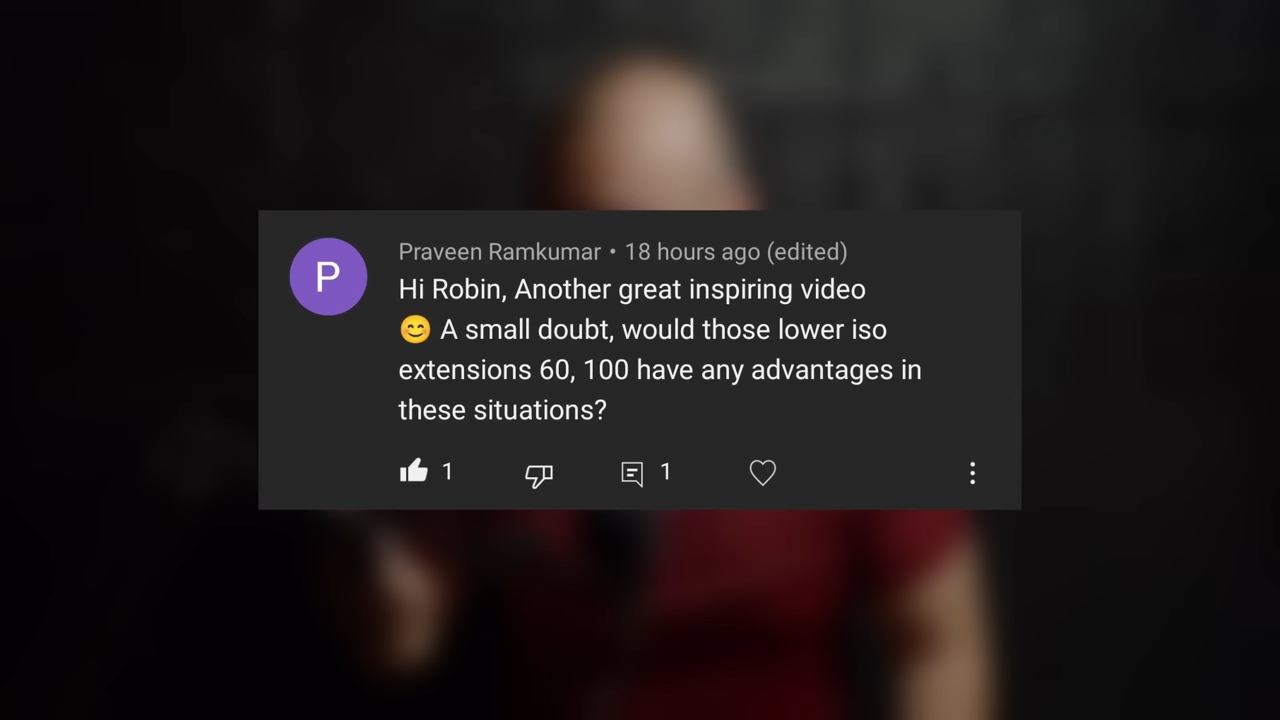 P
Praveen Ramkumar • 18 hours ago (edited)
Hi Robin, Another great inspiring video
😊 A small doubt, would those lower iso
extensions 60, 100 have any advantages in
these situations?
1
1